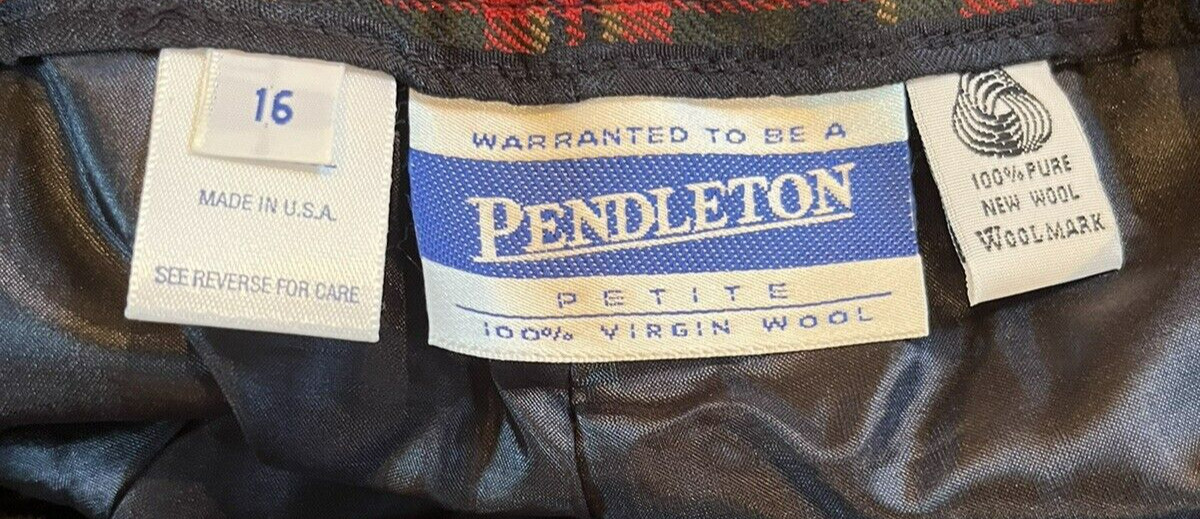 16
MADE IN U.S.A.
SEE REVERSE FOR CARE
WARRANTED TO BE A
PENDLETON
PETITE
100% VIRGIN WOOL
100% PURE
NEW WOOL
WOOLMARK